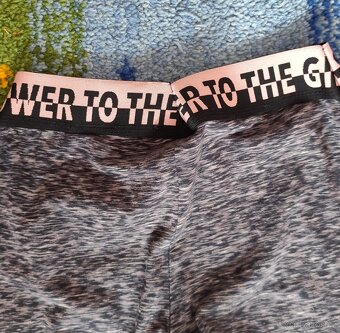 WER TO THE ER TO THE GI